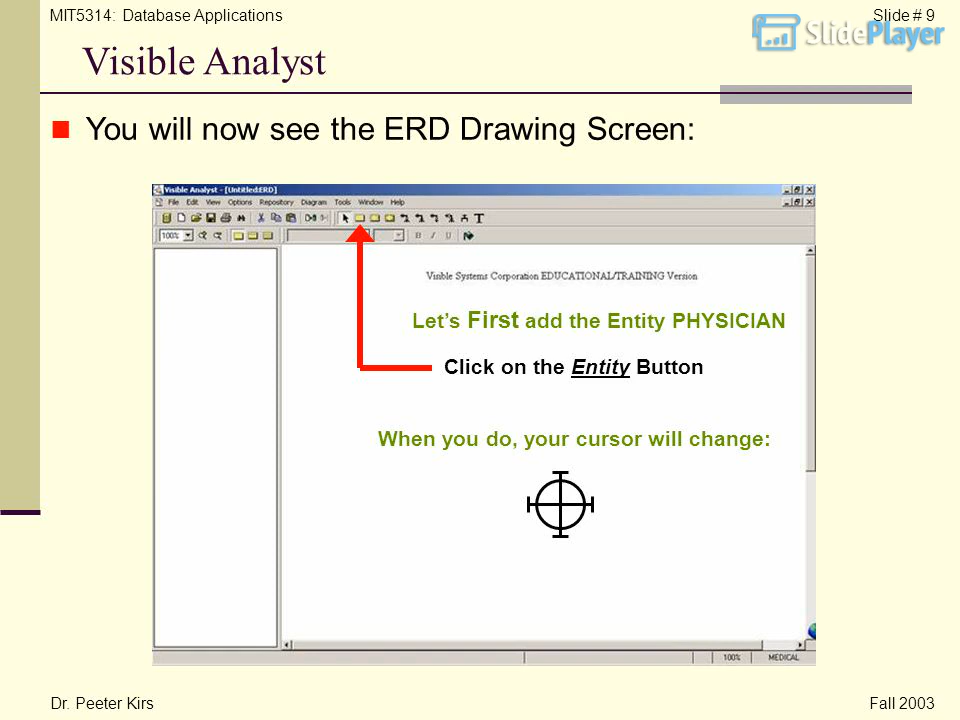 MIT5314: Database Applications
Slide # 9
SlidePlayer
Visible Analyst
You will now see the ERD Drawing Screen:
Visible Analyst - [Untitled:ERD]
File Edit View Options Repository Diagram Tools Window Help
T
100%
B I U
Visible Systems Corporation EDUCATIONAL/TRAINING Version
Let's First add the Entity PHYSICIAN
Click on the Entity Button
When you do, your cursor will change:
100% MEDICAL
Dr. Peeter Kirs
Fall 2003